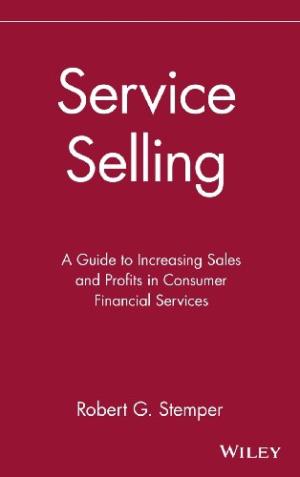 Service
Selling
A Guide to Increasing Sales
and Profits in Consumer
Financial Services
Robert G. Stemper
WILEY